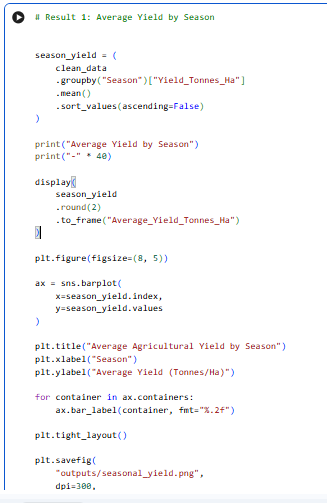 # Result 1: Average Yield by Season
season_yield = (
    clean_data
    .groupby("Season")["Yield_Tonnes_Ha"]
    .mean()
    .sort_values(ascending=False)
)
print("Average Yield by Season")
print("-" * 40)
display(
    season_yield
    .round(2)
    .to_frame("Average_Yield_Tonnes_Ha")
)
plt.figure(figsize=(8, 5))
ax = sns.barplot(
    x=season_yield.index,
    y=season_yield.values
)
plt.title("Average Agricultural Yield by Season")
plt.xlabel("Season")
plt.ylabel("Average Yield (Tonnes/Ha)")
for container in ax.containers:
    ax.bar_label(container, fmt="%.2f")
plt.tight_layout()
plt.savefig(
    "outputs/seasonal_yield.png",
    dpi=300,